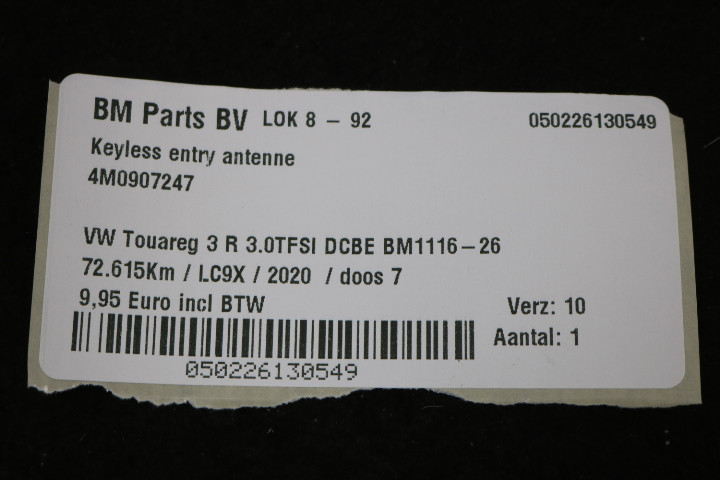 BM Parts BV LOK 8 - 92 050226130549
Keyless entry antenne
4M0907247
VW Touareg 3 R 3.0TFSI DCBE BM1116-26
72.615Km / LC9X / 2020 / doos 7
9,95 Euro incl BTW Verz: 10
Aantal: 1
050226130549